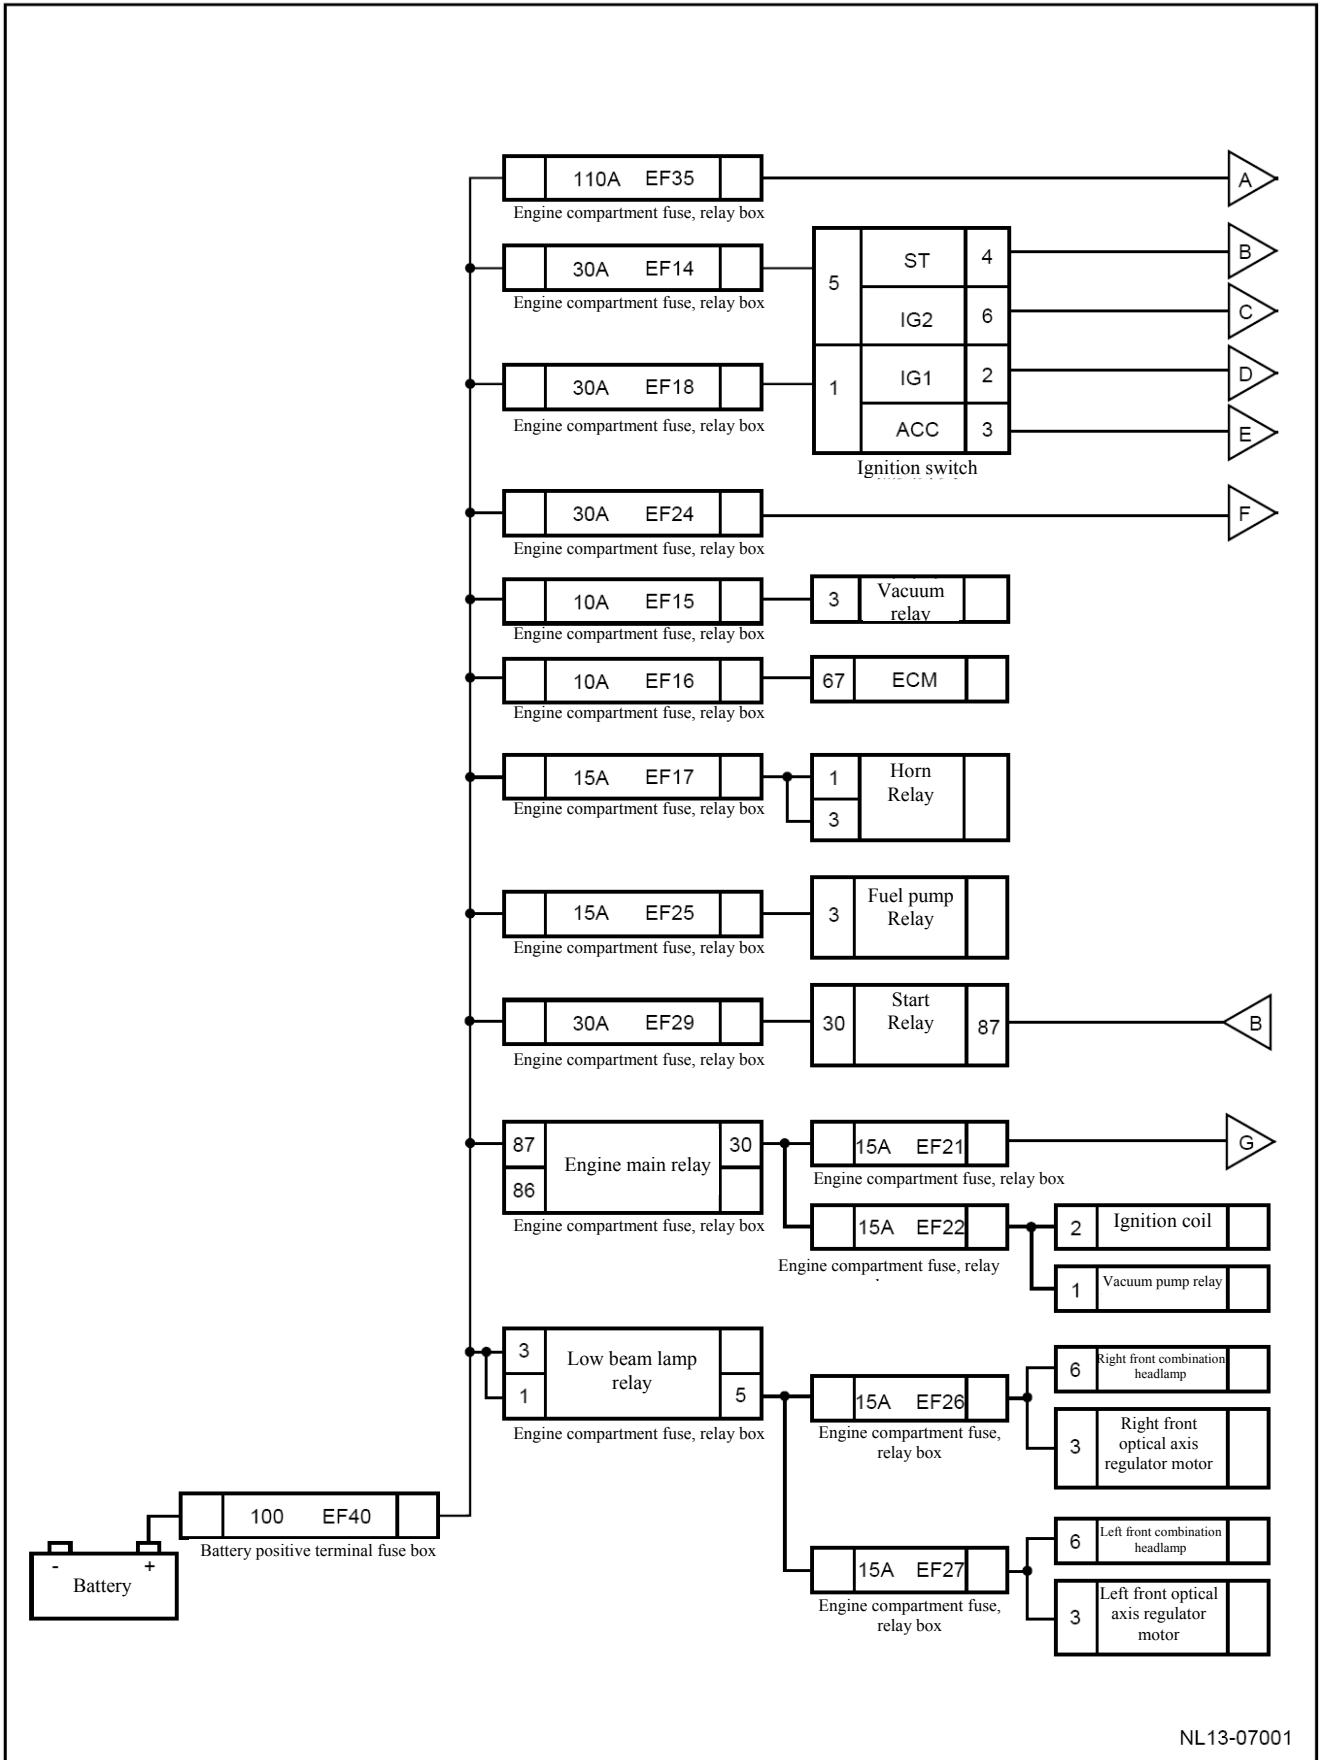 110A EF35
A
Engine compartment fuse, relay box
30A EF14
5
ST
4
B
Engine compartment fuse, relay box
IG2
6
C
30A EF18
1
IG1
2
D
Engine compartment fuse, relay box
ACC
3
E
Ignition switch
30A EF24
F
Engine compartment fuse, relay box
10A EF15
3
Vacuum
relay
Engine compartment fuse, relay box
10A EF16
67
ECM
Engine compartment fuse, relay box
15A EF17
1
3
Horn
Relay
Engine compartment fuse, relay box
15A EF25
3
Fuel pump
Relay
Engine compartment fuse, relay box
30A EF29
30
Start
Relay
87
B
Engine compartment fuse, relay box
87
86
Engine main relay
30
Engine compartment fuse, relay box
15A EF21
G
Engine compartment fuse, relay box
15A EF22
Engine compartment fuse, relay
2
Ignition coil
1
Vacuum pump relay
3
1
Low beam lamp
relay
5
Engine compartment fuse, relay box
15A EF26
Engine compartment fuse,
relay box
6
Right front combination
headlamp
3
Right front
optical axis
regulator motor
15A EF27
Engine compartment fuse,
relay box
6
Left front combination
headlamp
3
Left front optical
axis regulator
motor
100 EF40
Battery positive terminal fuse box
- +
Battery
NL13-07001